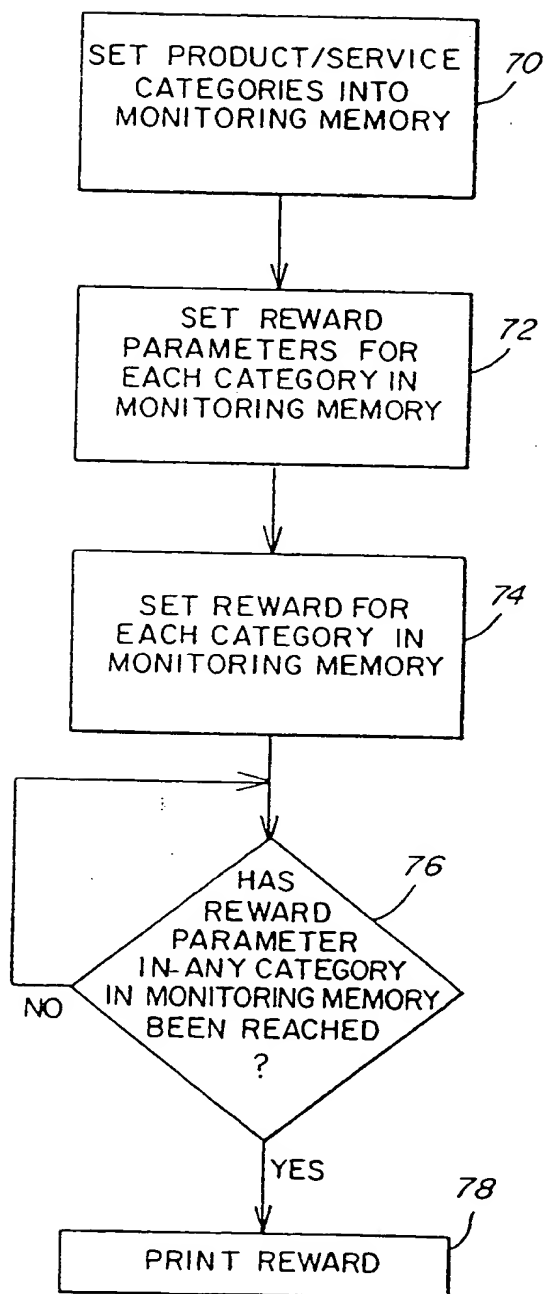 SET PRODUCT/SERVICE
CATEGORIES INTO
MONITORING MEMORY
70
SET REWARD
PARAMETERS FOR
EACH CATEGORY IN
MONITORING MEMORY
72
SET REWARD FOR
EACH CATEGORY IN
MONITORING MEMORY
74
HAS
REWARD
PARAMETER
IN-ANY CATEGORY
IN MONITORING MEMORY
BEEN REACHED
?
76
NO
YES
PRINT REWARD
78